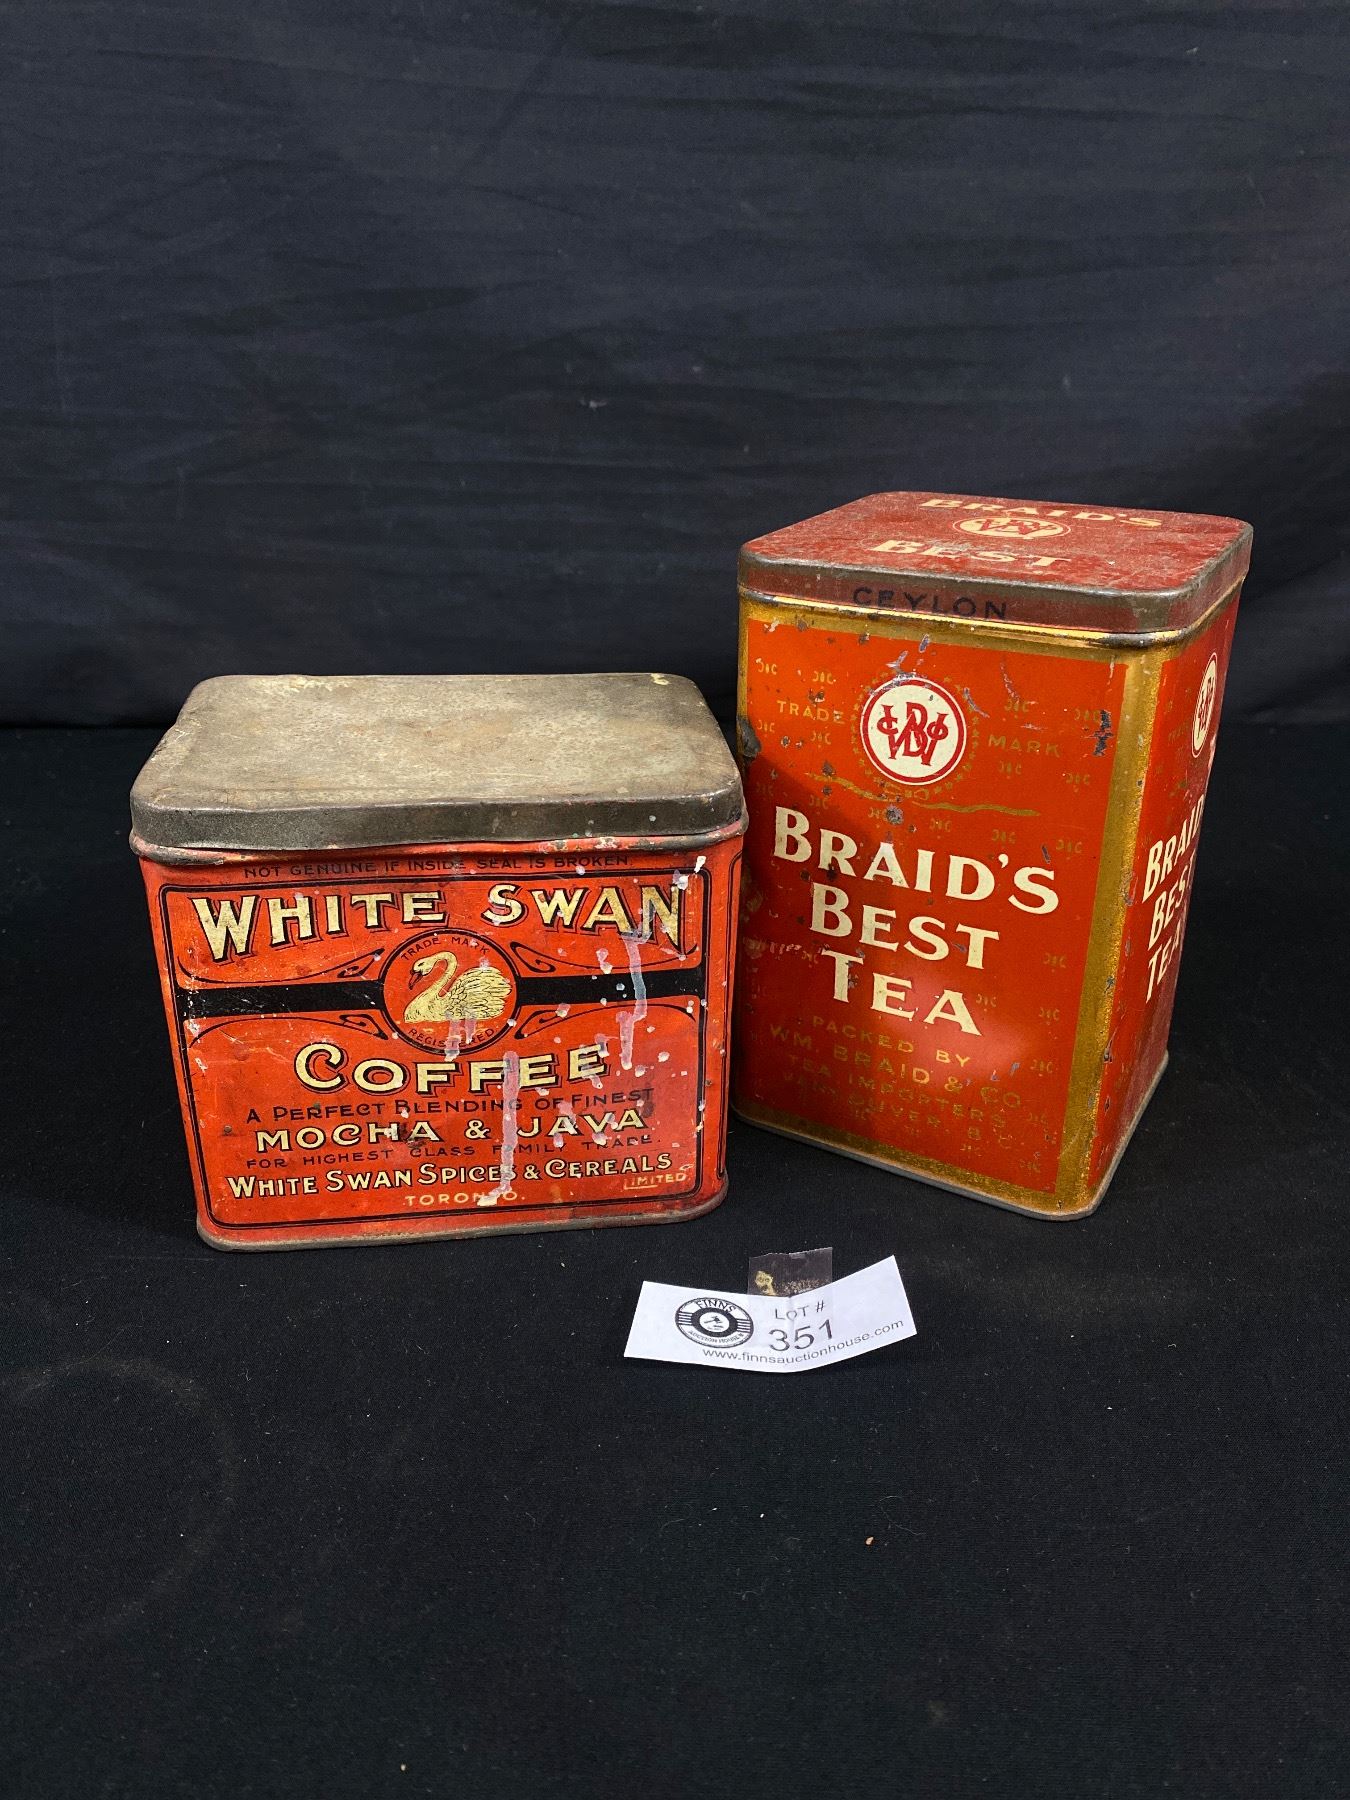 NOT GENUINE IF INSIDE SEAL IS BROKEN.
WHITE SWAN
TRADE MARK
REGISTERED
COFFEE
A PERFECT BLENDING OF FINEST
MOCHA & JAVA
FOR HIGHEST CLASS FAMILY TRADE.
WHITE SWAN SPICES & CEREALS
LIMITED
TORONTO.
BRAID'S
BEST
CEYLON
TRADE MARK
BRAID'S
BEST
TEA
PACKED BY
WM. BRAID & CO.
TEA IMPORTERS
VANCOUVER, B.C.
BRAID
BEST
TEA
FINNS
AUCTION HOUSE
LOT #
351
www.finnsauctionhouse.com